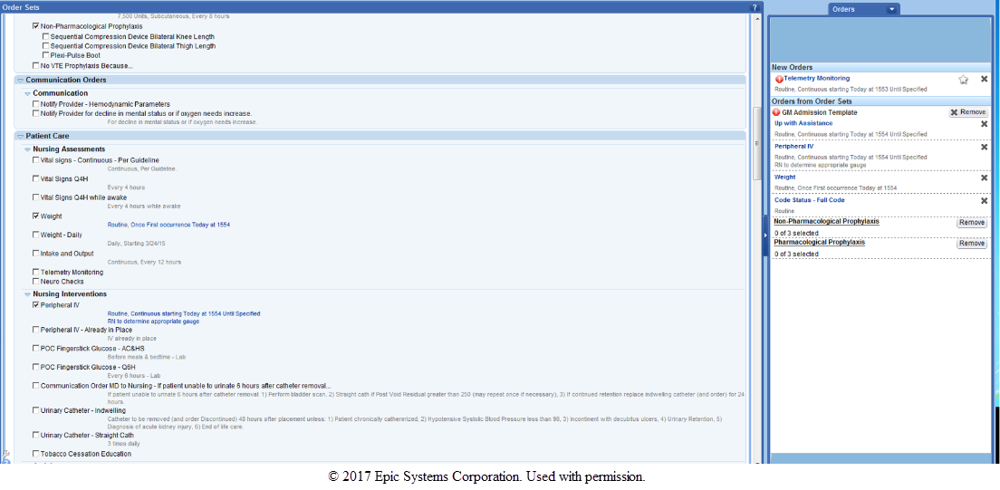 Order Sets
?
7,500 Units, Subcutaneous, Every 8 hours
Non-Pharmacological Prophylaxis
Sequential Compression Device Bilateral Knee Length
Sequential Compression Device Bilateral Thigh Length
Plexi-Pulse Boot
No VTE Prophylaxis Because...
Communication Orders
Communication
Notify Provider - Hemodynamic Parameters
Notify Provider for decline in mental status or if oxygen needs increase.
For decline in mental status or if oxygen needs increase.
Patient Care
Nursing Assessments
Vital signs - Continuous - Per Guideline
Continuous, Per Guideline.
Vital Signs Q4H
Every 4 hours
Vital Signs Q4H while awake
Every 4 hours while awake
Weight
Routine, Once First occurrence Today at 1554
Weight - Daily
Daily, Starting 3/24/15
Intake and Output
Continuous, Every 12 hours
Telemetry Monitoring
Neuro Checks
Nursing Interventions
Peripheral IV
Routine, Continuous starting Today at 1554 Until Specified
RN to determine appropriate gauge
Peripheral IV - Already in Place
IV already in place
POC Fingerstick Glucose - AC&HS
Before meals & bedtime - Lab
POC Fingerstick Glucose - Q6H
Every 6 hours - Lab
Communication Order MD to Nursing - If patient unable to urinate 6 hours after catheter removal...
If patient unable to urinate 6 hours after catheter removal: 1) Perform bladder scan, 2) Straight cath if Post Void Residual greater than 250 (may repeat once if necessary), 3) If continued retention replace indwelling catheter (and order) for 24
hours.
Urinary Catheter - Indwelling
Catheter to be removed (and order Discontinued) 48 hours after placement unless: 1) Patient chronically catheterized, 2) Hypotensive Systolic Blood Pressure less than 90, 3) Incontinent with decubitus ulcers, 4) Urinary Retention, 5)
Diagnosis of acute kidney injury, 6) End of life care.
Urinary Catheter - Straight Cath
3 times daily
Tobacco Cessation Education
Orders
New Orders
Telemetry Monitoring
Routine, Continuous starting Today at 1553 Until Specified
Orders from Order Sets
GM Admission Template
Remove
Up with Assistance
Routine, Continuous starting Today at 1554 Until Specified
Peripheral IV
Routine, Continuous starting Today at 1554 Until Specified
RN to determine appropriate gauge
Weight
Routine, Once First occurrence Today at 1554
Code Status - Full Code
Routine
Non-Pharmacological Prophylaxis
Remove
0 of 3 selected
Pharmacological Prophylaxis
Remove
0 of 3 selected
© 2017 Epic Systems Corporation. Used with permission.